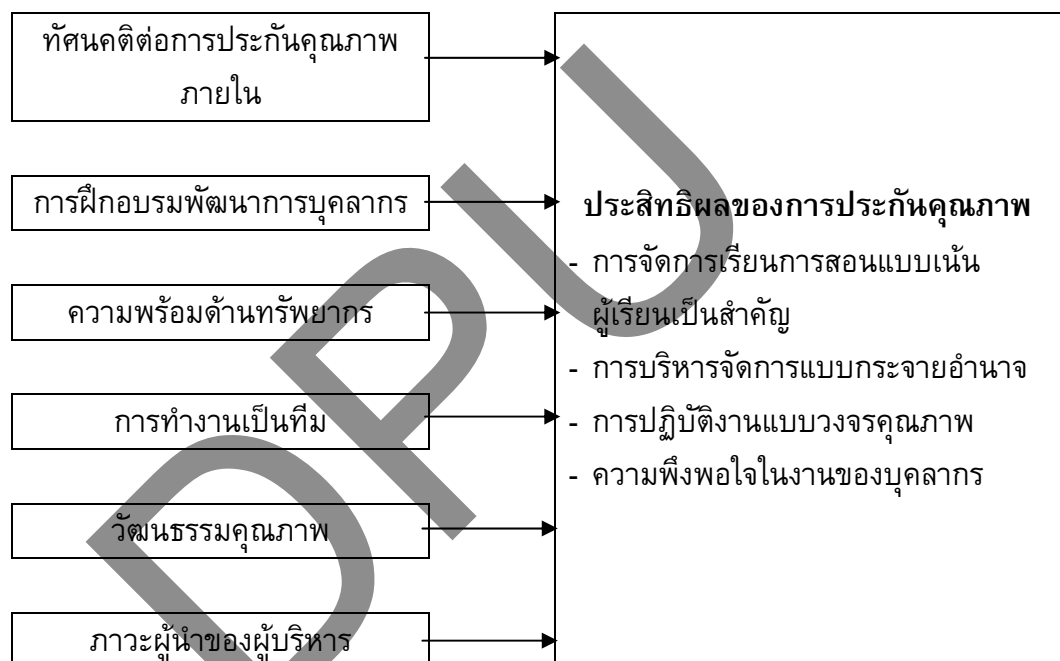 ทัศนคติต่อการประกันคุณภาพ
ภายใน
การฝึกอบรมพัฒนาการบุคลากร
ความพร้อมด้านทรัพยากร
การทำงานเป็นทีม
วัฒนธรรมคุณภาพ
ภาวะผู้นำของผู้บริหาร
ประสิทธิผลของการประกันคุณภาพ
- การจัดการเรียนการสอนแบบเน้น
ผู้เรียนเป็นสำคัญ
- การบริหารจัดการแบบกระจายอำนาจ
- การปฏิบัติงานแบบวงจรคุณภาพ
- ความพึงพอใจในงานของบุคลากร
DPU